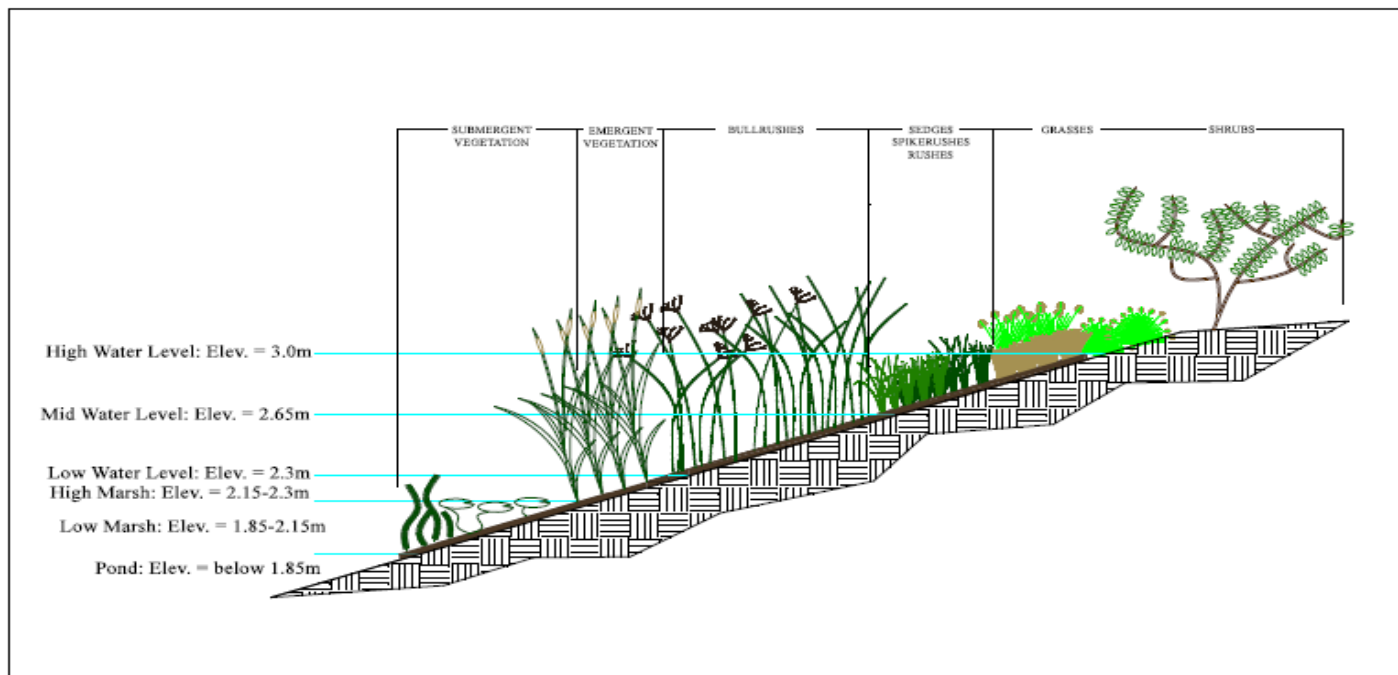 SUBMERGENT
VEGETATION
EMERGENT
VEGETATION
BULLRUSHES
SEDGES
SPIKERUSHES
RUSHES
GRASSES
SHRUBS
High Water Level: Elev. = 3.0m
Mid Water Level: Elev. = 2.65m
Low Water Level: Elev. = 2.3m
High Marsh: Elev. = 2.15-2.3m
Low Marsh: Elev. = 1.85-2.15m
Pond: Elev. = below 1.85m